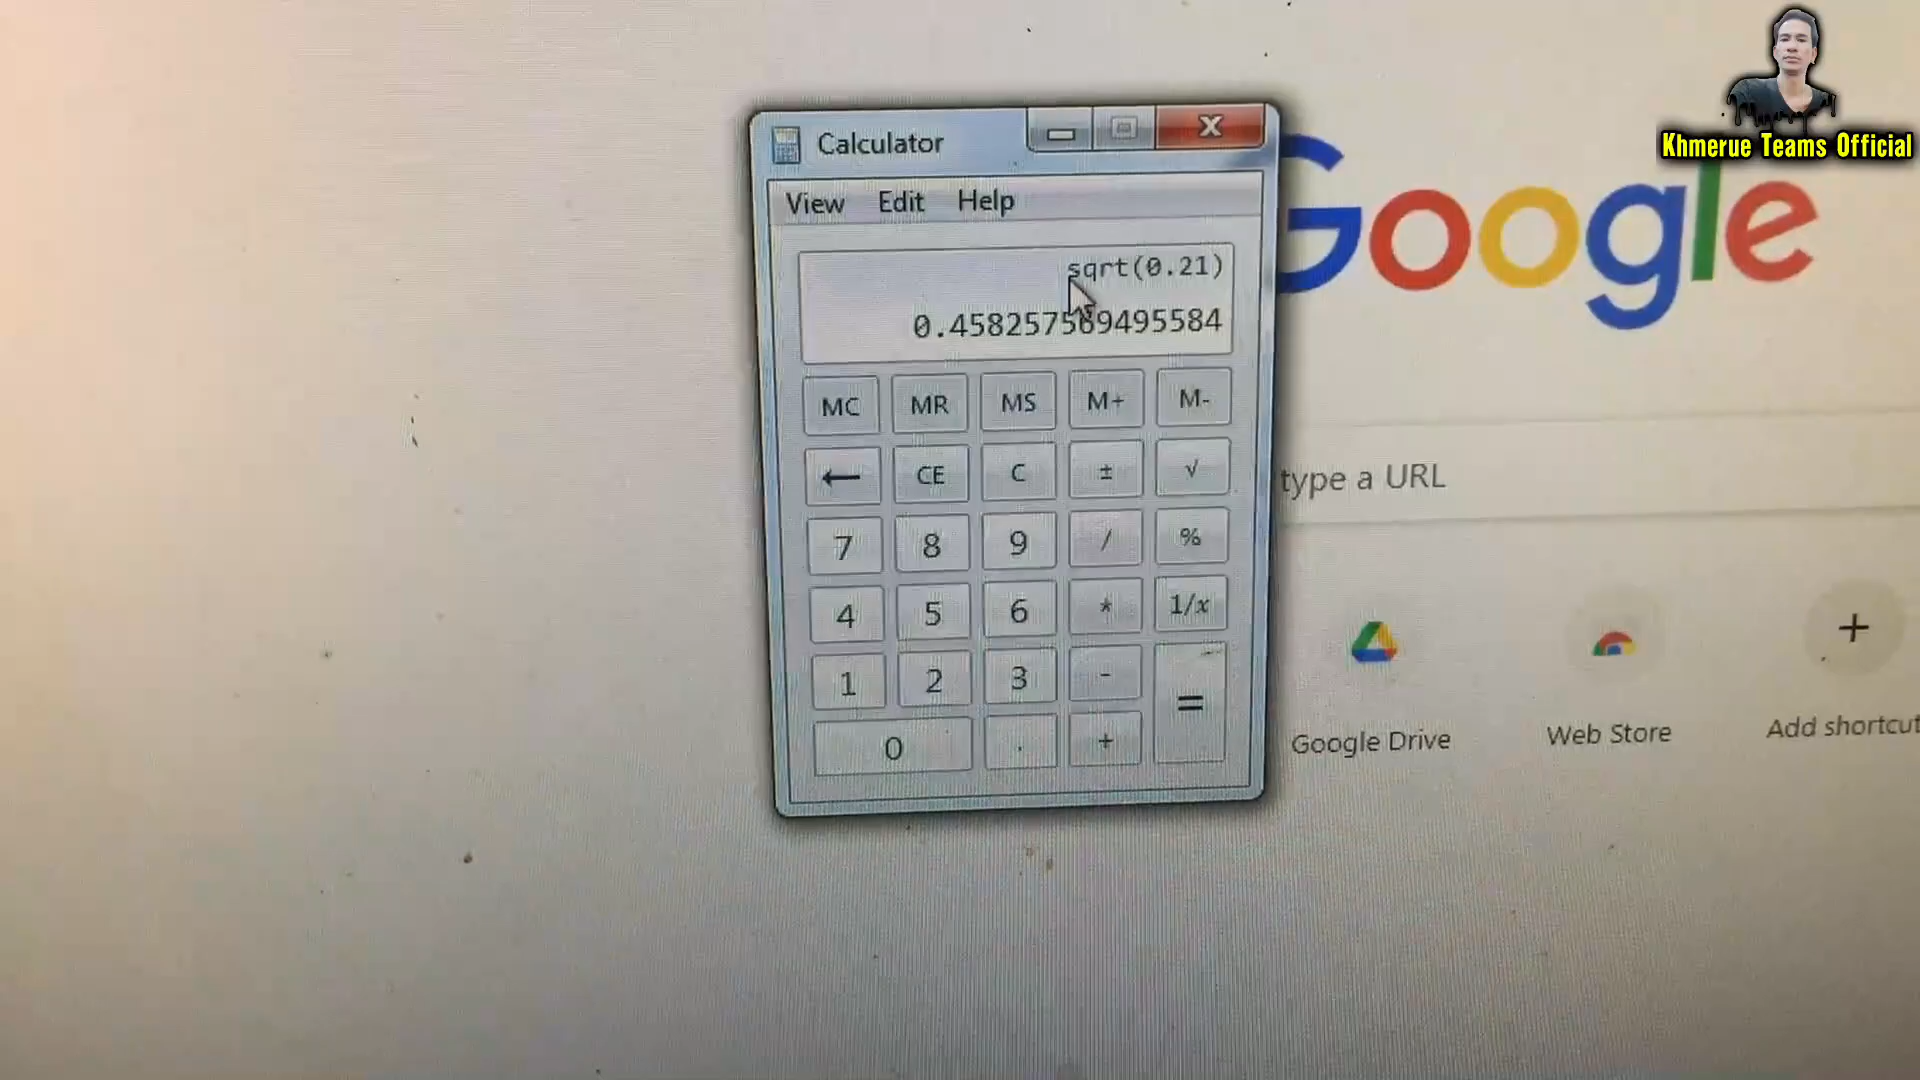 Khmerue Teams Official
Calculator
X
View Edit Help
sqrt(0.21)
0.458257569495584
MC MR MS M+ M-
← CE C ± √
7 8 9 / %
4 5 6 * 1/x
1 2 3 - =
0 . +
Google
type a URL
Google Drive
Web Store
Add shortcut